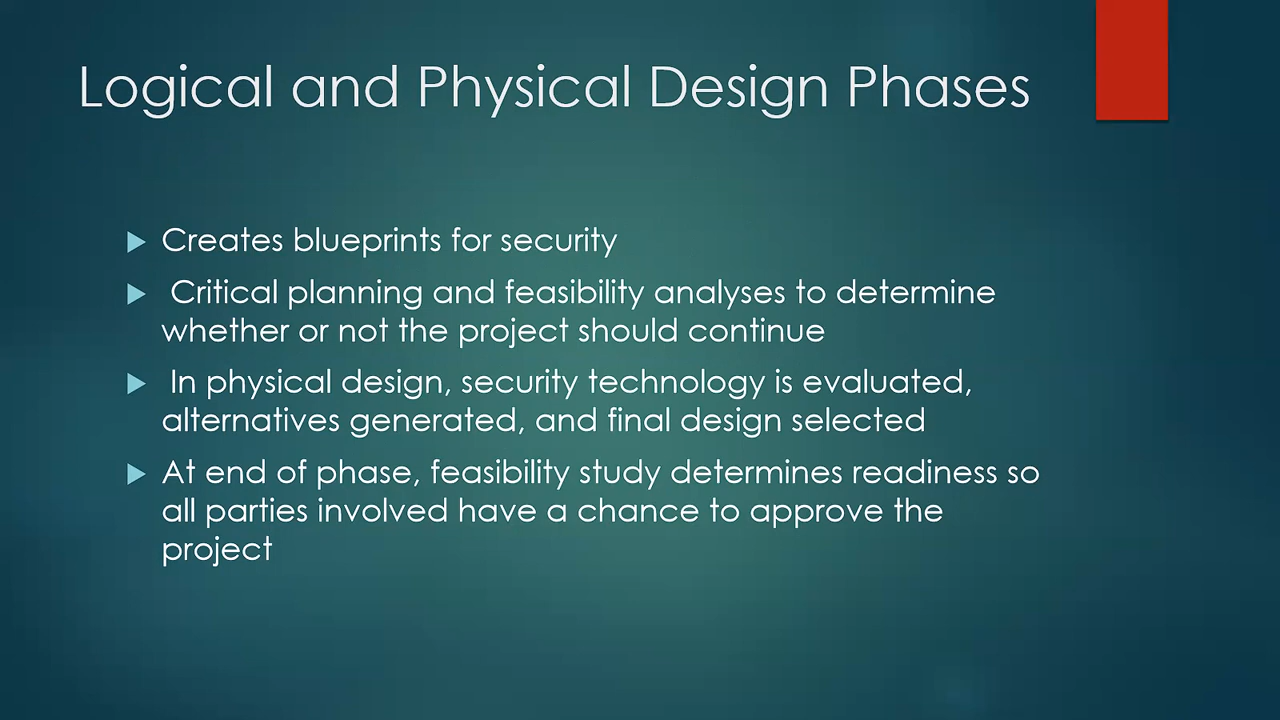 Logical and Physical Design Phases
Creates blueprints for security
Critical planning and feasibility analyses to determine
whether or not the project should continue
In physical design, security technology is evaluated,
alternatives generated, and final design selected
At end of phase, feasibility study determines readiness so
all parties involved have a chance to approve the
project